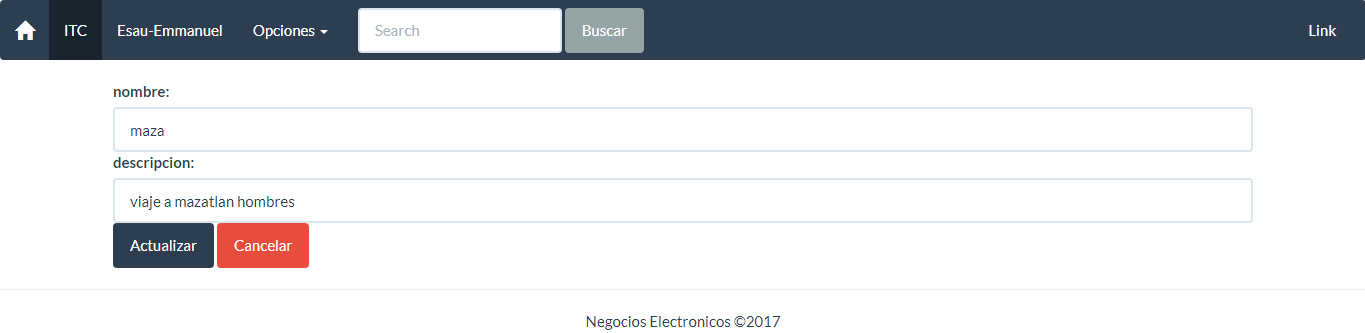 ITC Esau-Emmanuel Opciones Search Buscar Link
nombre:
maza
descripcion:
viaje a mazatlan hombres
Actualizar Cancelar
Negocios Electronicos ©2017